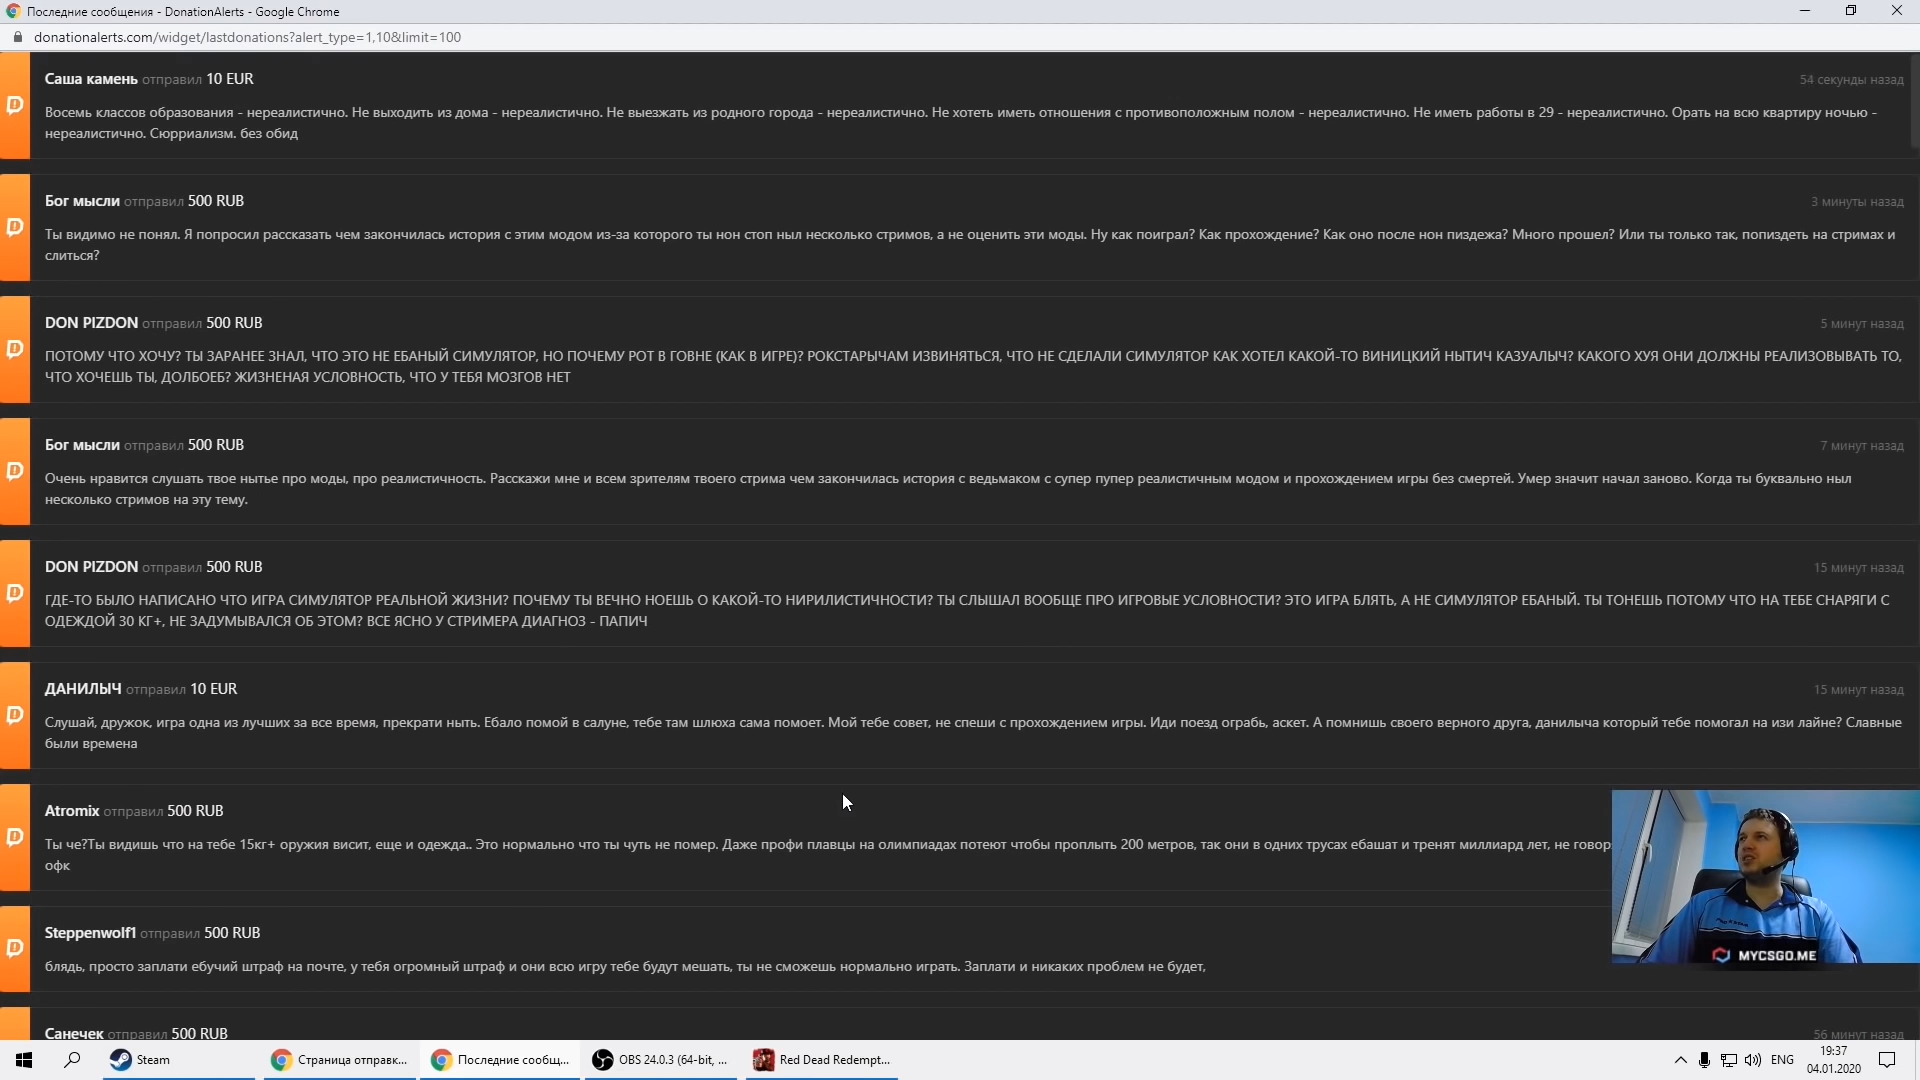 Последние сообщения - DonationAlerts - Google Chrome
donationalerts.com/widget/lastdonations?alert_type=1,10&limit=100
Саша камень отправил 10 EUR
54 секунды назад
Восемь классов образования - нереалистично. Не выходить из дома - нереалистично. Не выезжать из родного города - нереалистично. Не хотеть иметь отношения с противоположным полом - нереалистично. Не иметь работы в 29 - нереалистично. Орать на всю квартиру ночью -
нереалистично. Сюрриализм. без обид
Бог мысли отправил 500 RUB
3 минуты назад
Ты видимо не понял. Я попросил рассказать чем закончилась история с этим модом из-за которого ты нон стоп ныл несколько стримов, а не оценить эти моды. Ну как поиграл? Как прохождение? Как оно после нон пиздежа? Много прошел? Или ты только так, попиздеть на стримах и
слиться?
DON PIZDON отправил 500 RUB
5 минут назад
ПОТОМУ ЧТО ХОЧУ? ТЫ ЗАРАНЕЕ ЗНАЛ, ЧТО ЭТО НЕ ЕБАНЫЙ СИМУЛЯТОР, НО ПОЧЕМУ РОТ В ГОВНЕ (КАК В ИГРЕ)? РОКСТАРЫЧАМ ИЗВИНЯТЬСЯ, ЧТО НЕ СДЕЛАЛИ СИМУЛЯТОР КАК ХОТЕЛ КАКОЙ-ТО ВИНИЦКИЙ НЫТИЧ КАЗУАЛЫЧ? КАКОГО ХУЯ ОНИ ДОЛЖНЫ РЕАЛИЗОВЫВАТЬ ТО,
ЧТО ХОЧЕШЬ ТЫ, ДОЛБОЕБ? ЖИЗНЕНАЯ УСЛОВНОСТЬ, ЧТО У ТЕБЯ МОЗГОВ НЕТ
Бог мысли отправил 500 RUB
7 минут назад
Очень нравится слушать твое нытье про моды, про реалистичность. Расскажи мне и всем зрителям твоего стрима чем закончилась история с ведьмаком с супер пупер реалистичным модом и прохождением игры без смертей. Умер значит начал заново. Когда ты буквально ныл
несколько стримов на эту тему.
DON PIZDON отправил 500 RUB
15 минут назад
ГДЕ-ТО БЫЛО НАПИСАНО ЧТО ИГРА СИМУЛЯТОР РЕАЛЬНОЙ ЖИЗНИ? ПОЧЕМУ ТЫ ВЕЧНО НОЕШЬ О КАКОЙ-ТО НИРИЛИСТИЧНОСТИ? ТЫ СЛЫШАЛ ВООБЩЕ ПРО ИГРОВЫЕ УСЛОВНОСТИ? ЭТО ИГРА БЛЯТЬ, А НЕ СИМУЛЯТОР ЕБАНЫЙ. ТЫ ТОНЕШЬ ПОТОМУ ЧТО НА ТЕБЕ СНАРЯГИ С
ОДЕЖДОЙ 30 КГ+, НЕ ЗАДУМЫВАЛСЯ ОБ ЭТОМ? ВСЕ ЯСНО У СТРИМЕРА ДИАГНОЗ - ПАПИЧ
ДАНИЛЫЧ отправил 10 EUR
15 минут назад
Слушай, дружок, игра одна из лучших за все время, прекрати ныть. Ебало помой в салуне, тебе там шлюха сама помоет. Мой тебе совет, не спеши с прохождением игры. Иди поезд ограбь, аскет. А помнишь своего верного друга, данилыча который тебе помогал на изи лайне? Славные
были времена
Atromix отправил 500 RUB
Ты че?Ты видишь что на тебе 15кг+ оружия висит, еще и одежда.. Это нормально что ты чуть не помер. Даже профи плавцы на олимпиадах потеют чтобы проплыть 200 метров, так они в одних трусах ебашат и тренят миллиард лет, не говор
офк
Steppenwolf1 отправил 500 RUB
блядь, просто заплати ебучий штраф на почте, у тебя огромный штраф и они всю игру тебе будут мешать, ты не сможешь нормально играть. Заплати и никаких проблем не будет,
MYCSGO.ME
Санечек отправил 500 RUB
56 минут назад
Steam
Страница отправк...
Последние сообщ...
OBS 24.0.3 (64-bit, ...
Red Dead Redempt...
ENG
19:37
04.01.2020